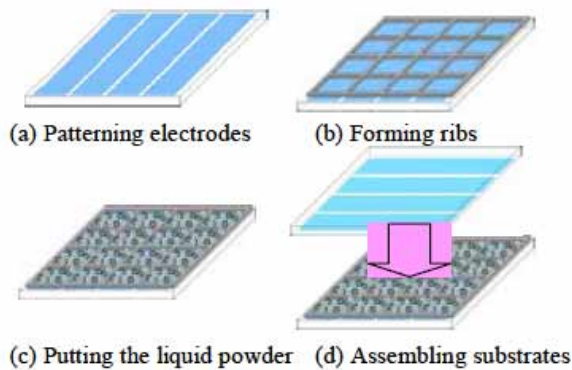 (a) Patterning electrodes
(b) Forming ribs
(c) Putting the liquid powder
(d) Assembling substrates